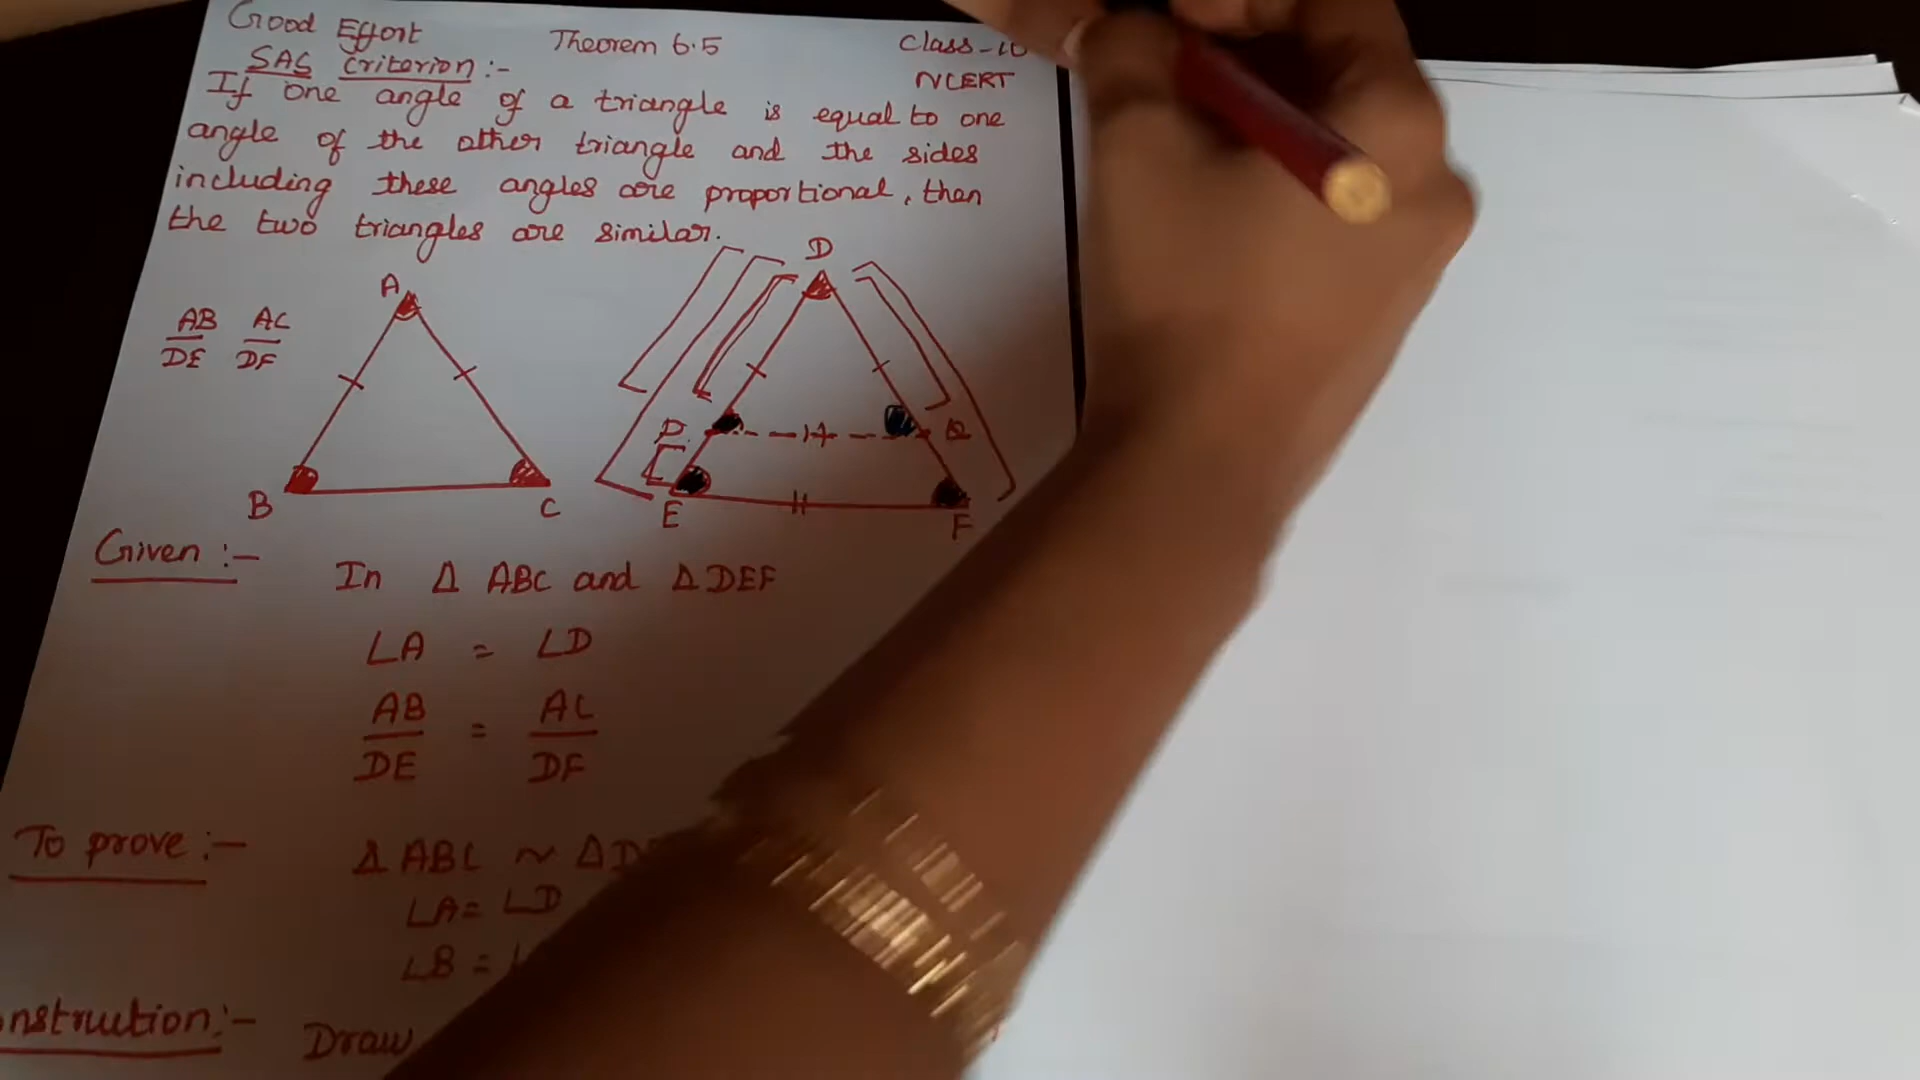 Good Effort
Theorem 6.5
Class-10
NCERT
SAS Criterion :-
If one angle of a triangle is equal to one
angle of the other triangle and the sides
including these angles are proportional, then
the two triangles are similar.
AB AC
DE DF
A
B
C
D
P
Q
E
F
Given :-
In Δ ABC and Δ DEF
∠A = ∠D
AB = AC
DE DF
To prove :-
Δ ABC ~ Δ
∠A = ∠D
∠B =
nstruction :-
Draw